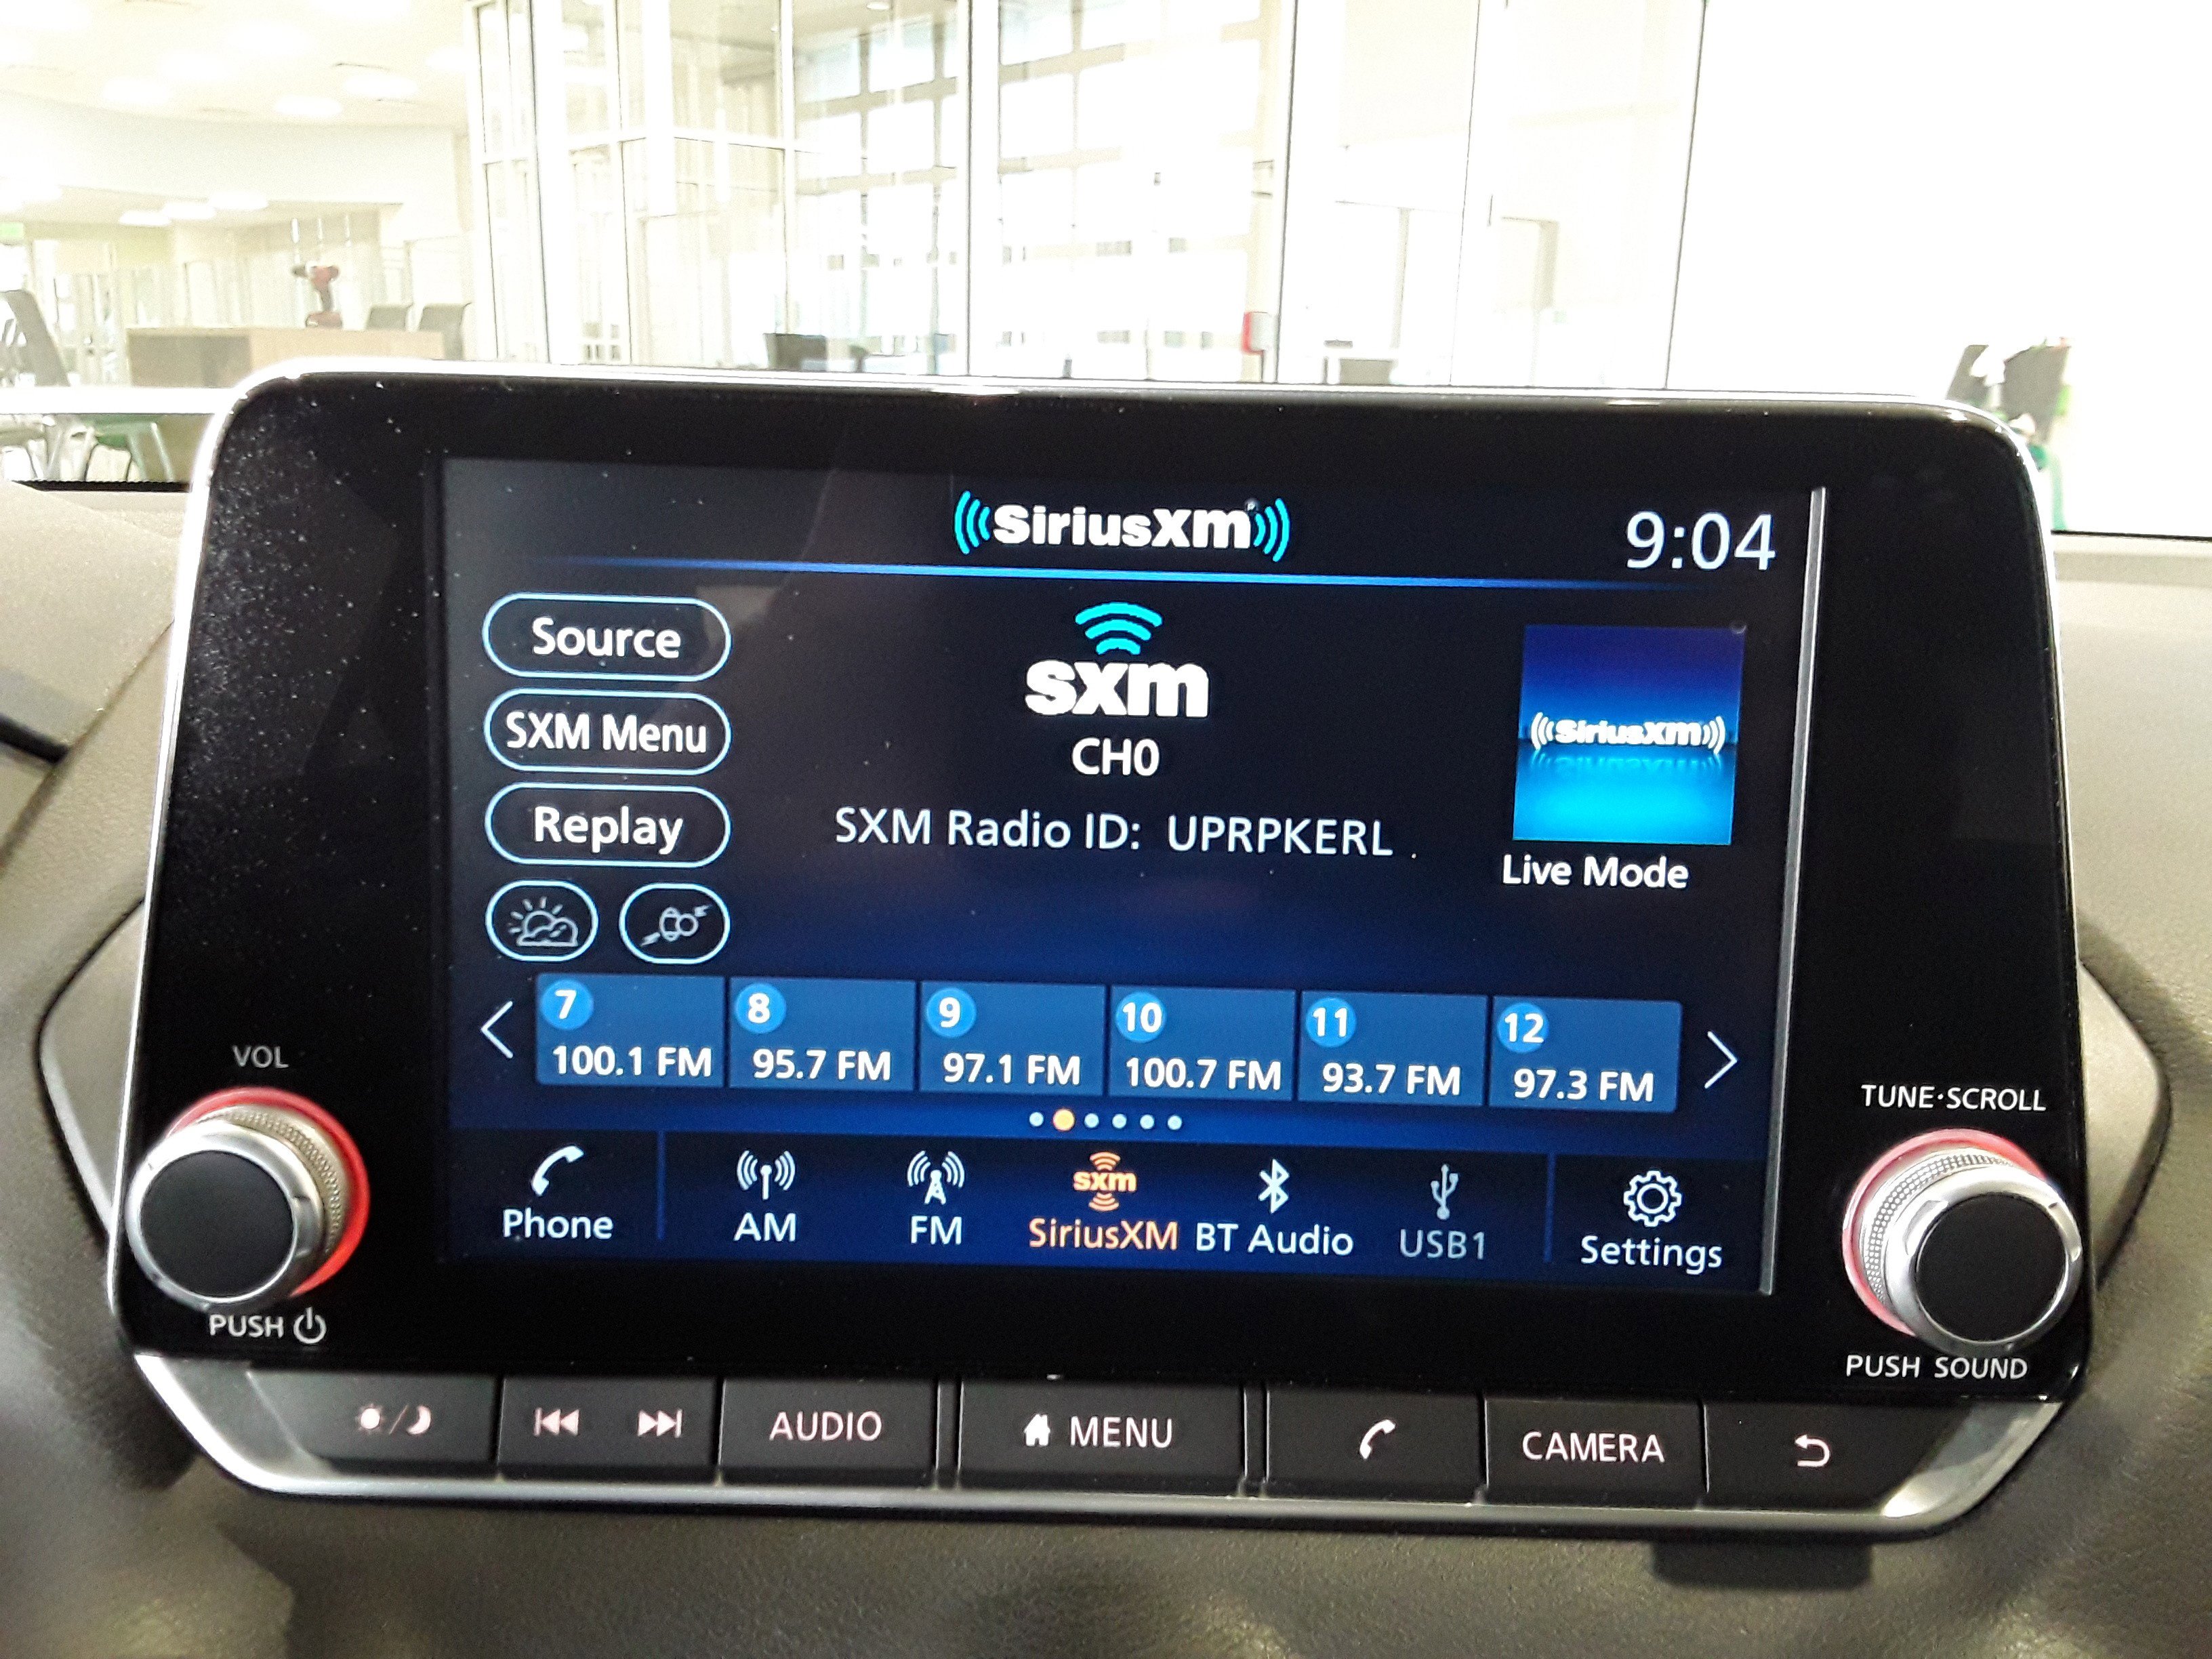 SiriusXM
9:04
Source
SXM Menu
Replay
sxm
CH0
SXM Radio ID: UPRPKERL
SiriusXM
Live Mode
7 100.1 FM
8 95.7 FM
9 97.1 FM
10 100.7 FM
11 93.7 FM
12 97.3 FM
Phone
AM
FM
sxm
SiriusXM
BT Audio
USB1
Settings
VOL
PUSH
TUNE·SCROLL
PUSH SOUND
AUDIO
MENU
CAMERA